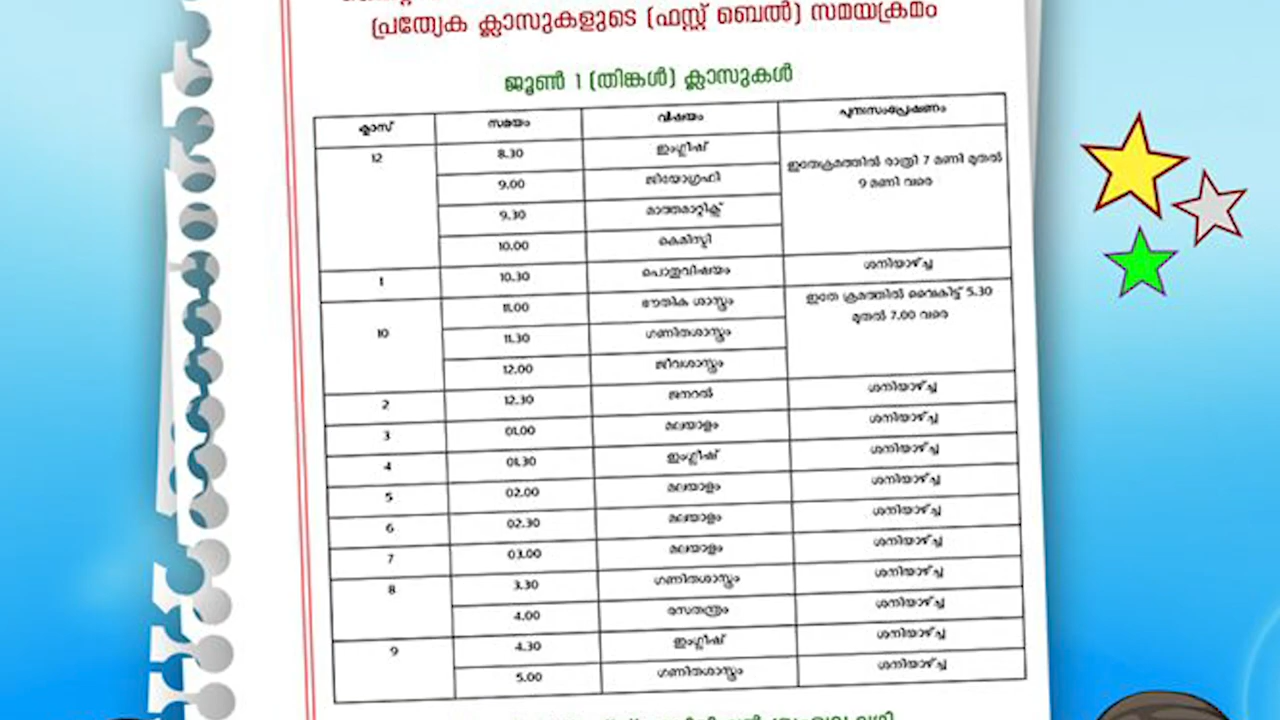 പ്രത്യേക ക്ലാസുകളുടെ (ഫസ്റ്റ് ബെൽ) സമയക്രമം
ജൂൺ 1 (തിങ്കൾ) ക്ലാസുകൾ
ക്ലാസ് സമയം വിഷയം പുനഃസംപ്രേഷണം
12 8.30 ഇംഗ്ലീഷ് ഇതേക്രമത്തിൽ രാത്രി 7 മണി മുതൽ
9 മണി വരെ
9.00 ജിയോഗ്രഫി
9.30 മാത്തമാറ്റിക്സ്
10.00 കെമിസ്ട്രി
1 10.30 പൊതുവിഷയം ശനിയാഴ്ച്ച
10 11.00 ഭൗതിക ശാസ്ത്രം ഇതേ ക്രമത്തിൽ വൈകിട്ട് 5.30
മുതൽ 7.00 വരെ
11.30 ഗണിതശാസ്ത്രം
12.00 ജീവശാസ്ത്രം
2 12.30 ജനറൽ ശനിയാഴ്ച്ച
3 01.00 മലയാളം ശനിയാഴ്ച്ച
4 01.30 ഇംഗ്ലീഷ് ശനിയാഴ്ച്ച
5 02.00 മലയാളം ശനിയാഴ്ച്ച
6 02.30 മലയാളം ശനിയാഴ്ച്ച
7 03.00 മലയാളം ശനിയാഴ്ച്ച
8 3.30 ഗണിതശാസ്ത്രം ശനിയാഴ്ച്ച
4.00 രസതന്ത്രം ശനിയാഴ്ച്ച
9 4.30 ഇംഗ്ലീഷ് ശനിയാഴ്ച്ച
5.00 ഗണിതശാസ്ത്രം ശനിയാഴ്ച്ച